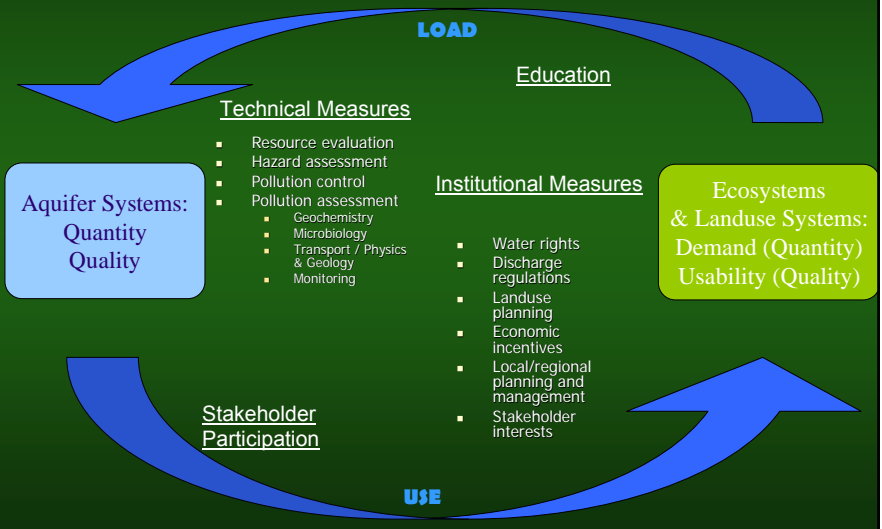 LOAD
Education
Technical Measures
Resource evaluation
Hazard assessment
Pollution control
Pollution assessment
Geochemistry
Microbiology
Transport / Physics
& Geology
Monitoring
Aquifer Systems:
Quantity
Quality
Institutional Measures
Water rights
Discharge
regulations
Landuse
planning
Economic
incentives
Local/regional
planning and
management
Stakeholder
interests
Ecosystems
& Landuse Systems:
Demand (Quantity)
Usability (Quality)
Stakeholder
Participation
USE